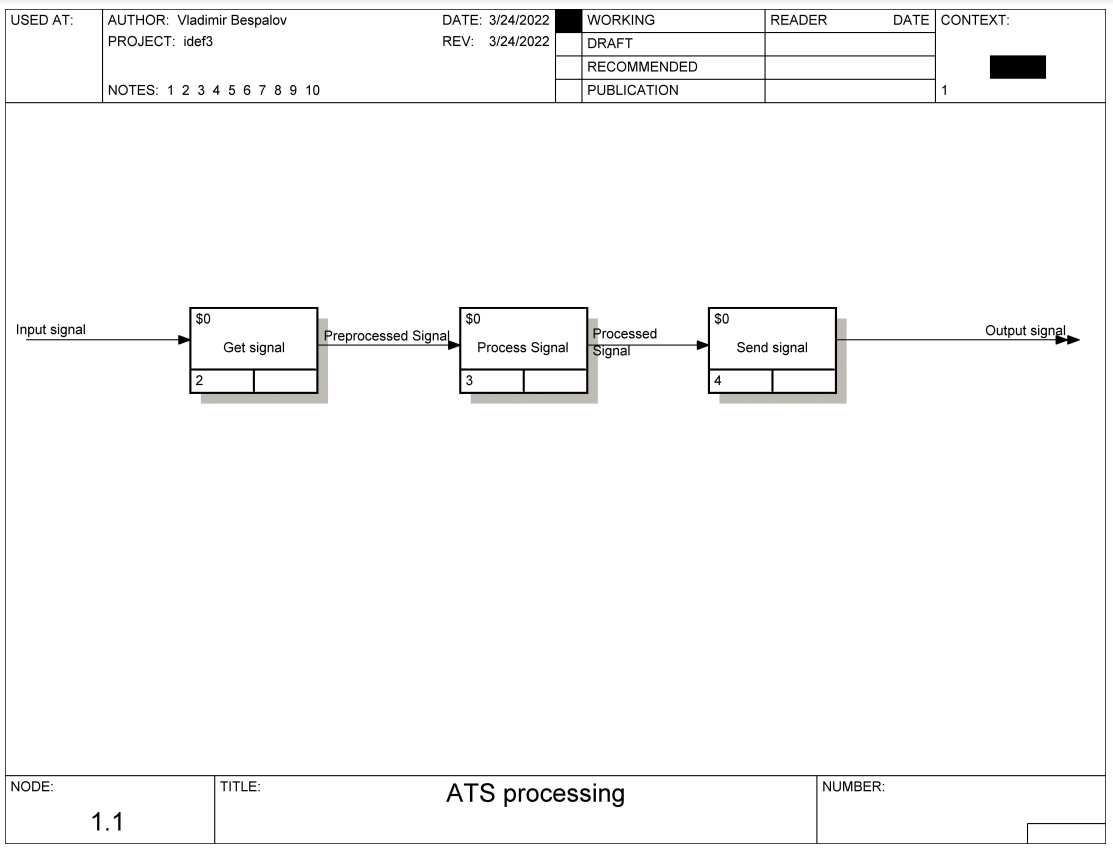 USED AT:
AUTHOR: Vladimir Bespalov
DATE: 3/24/2022
PROJECT: idef3
REV: 3/24/2022
NOTES: 1 2 3 4 5 6 7 8 9 10
WORKING
DRAFT
RECOMMENDED
PUBLICATION
READER DATE
CONTEXT:
1
Input signal
$0
Get signal
2
Preprocessed Signal
$0
Process Signal
3
Processed
Signal
$0
Send signal
4
Output signal
NODE:
1.1
TITLE:
ATS processing
NUMBER: